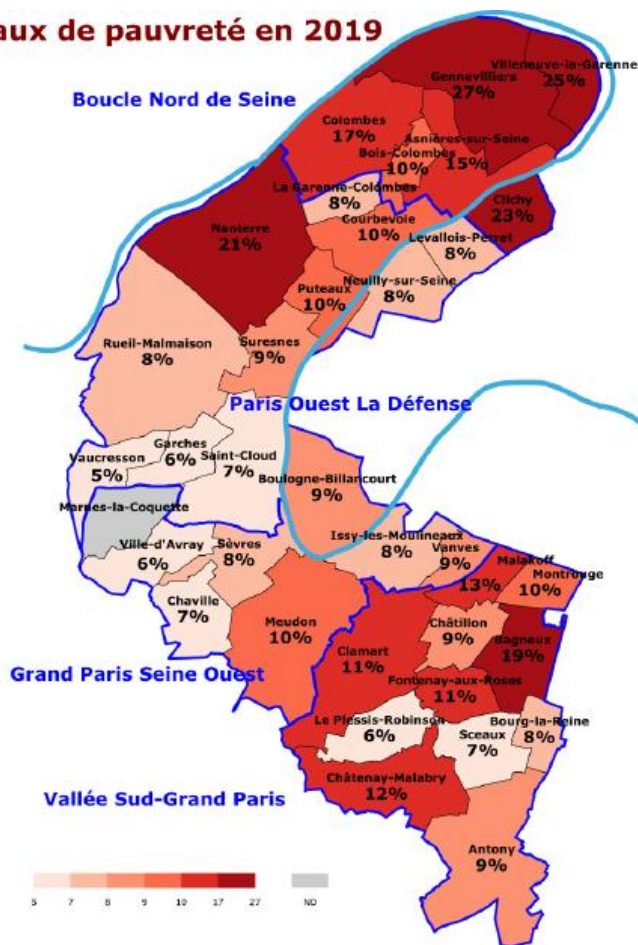 aux de pauvreté en 2019
Villeneuve-la-Garenne
25%
Gennevilliers
27%
Boucle Nord de Seine
Colombes
17%
Asnières-sur-Seine
15%
Bois-Colombes
10%
La Garenne-Colombes
8%
Clichy
23%
Nanterre
21%
Courbevoie
10%
Levallois-Perret
8%
Neuilly-sur-Seine
8%
Puteaux
10%
Rueil-Malmaison
8%
Suresnes
9%
Paris Ouest La Défense
Garches
6%
Vaucresson
5%
Saint-Cloud
7%
Boulogne-Billancourt
9%
Marnes-la-Coquette
Issy-les-Moulineaux
8%
Ville-d'Avray
6%
Sèvres
8%
Vanves
9%
Malakoff
13%
Montrouge
10%
Chaville
7%
Meudon
10%
Châtillon
9%
Bagneux
19%
Clamart
11%
Grand Paris Seine Ouest
Fontenay-aux-Roses
11%
Le Plessis-Robinson
6%
Bourg-la-Reine
8%
Sceaux
7%
Châtenay-Malabry
12%
Vallée Sud-Grand Paris
Antony
9%
5 7 8 9 10 17 27 ND